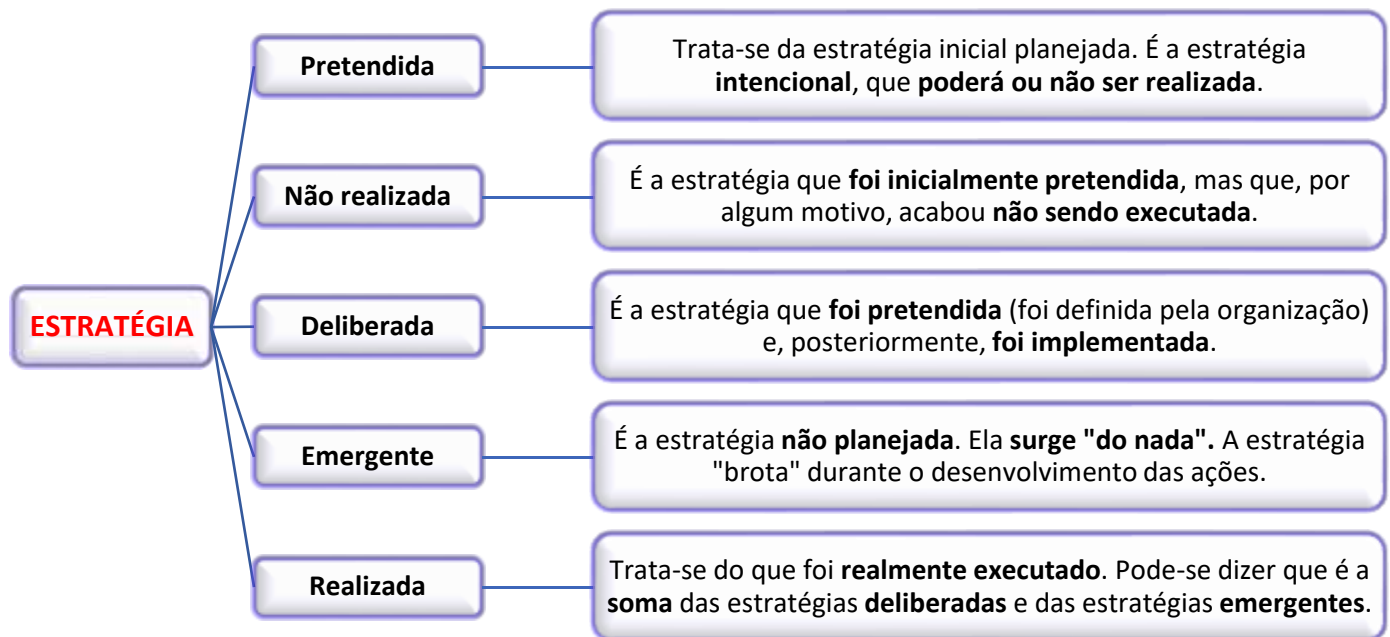 Pretendida
Trata-se da estratégia inicial planejada. É a estratégia
intencional, que poderá ou não ser realizada.
Não realizada
É a estratégia que foi inicialmente pretendida, mas que, por
algum motivo, acabou não sendo executada.
ESTRATÉGIA
Deliberada
É a estratégia que foi pretendida (foi definida pela organização)
e, posteriormente, foi implementada.
Emergente
É a estratégia não planejada. Ela surge "do nada". A estratégia
"brota" durante o desenvolvimento das ações.
Realizada
Trata-se do que foi realmente executado. Pode-se dizer que é a
soma das estratégias deliberadas e das estratégias emergentes.